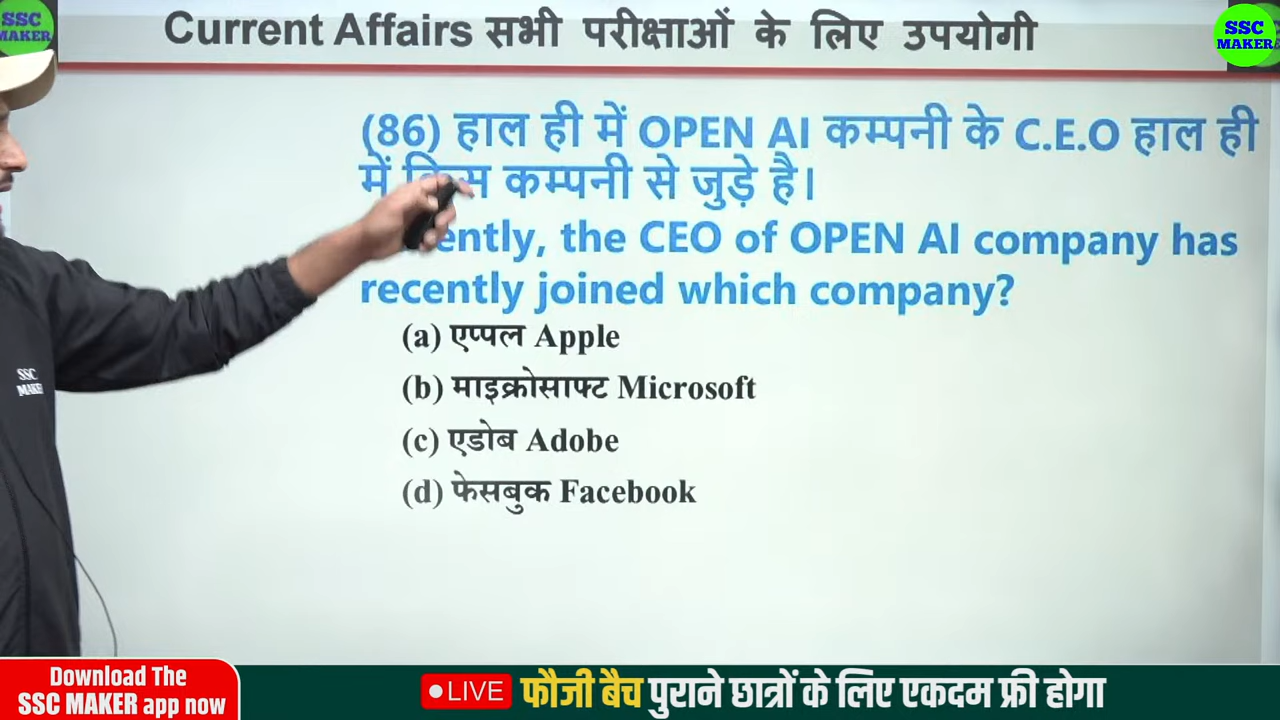 SSC
MAKER
Current Affairs सभी परीक्षाओं के लिए उपयोगी
SSC
MAKER
(86) हाल ही में OPEN AI कम्पनी के C.E.O हाल ही
में कम्पनी से जुड़े है।
the CEO of OPEN AI company has
recently joined which company?
(a) एप्पल Apple
(b) माइक्रोसाफ्ट Microsoft
(c) एडोब Adobe
(d) फेसबुक Facebook
SSC
MAKER
Download The
SSC MAKER app now
LIVE फौजी बैच पुराने छात्रों के लिए एकदम फ्री होगा